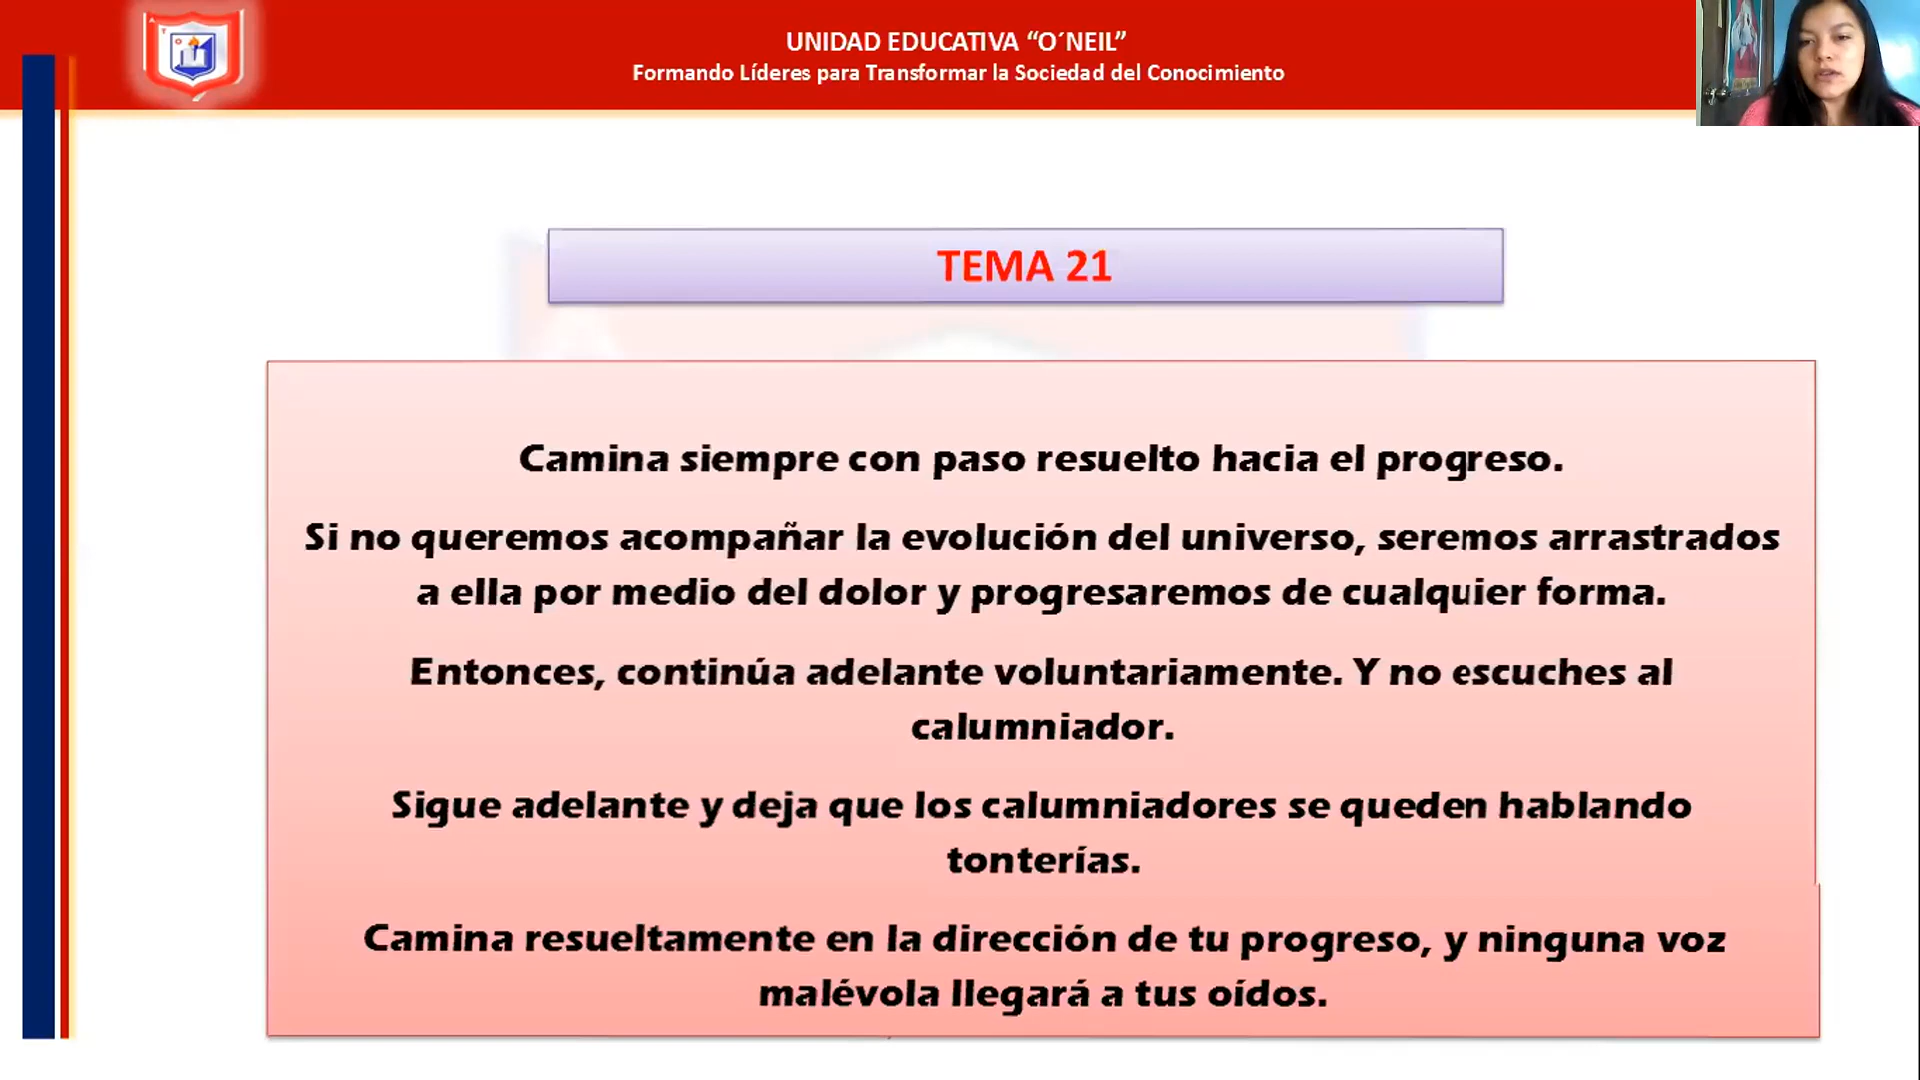 UNIDAD EDUCATIVA “O´NEIL”
Formando Líderes para Transformar la Sociedad del Conocimiento
TEMA 21
Camina siempre con paso resuelto hacia el progreso.
Si no queremos acompañar la evolución del universo, seremos arrastrados
a ella por medio del dolor y progresaremos de cualquier forma.
Entonces, continúa adelante voluntariamente. Y no escuches al
calumniador.
Sigue adelante y deja que los calumniadores se queden hablando
tonterías.
Camina resueltamente en la dirección de tu progreso, y ninguna voz
malévola llegará a tus oídos.